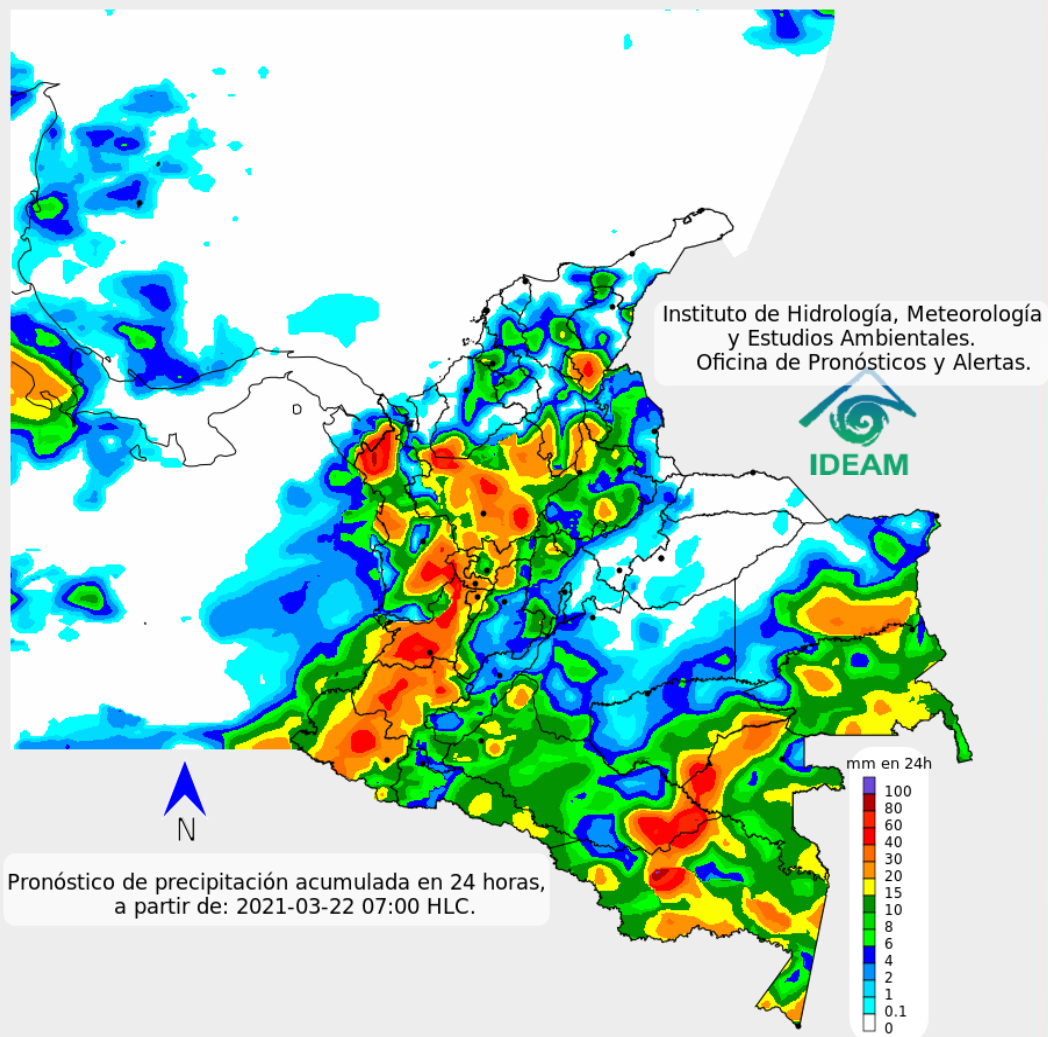 Instituto de Hidrología, Meteorología
y Estudios Ambientales.
Oficina de Pronósticos y Alertas.
IDEAM
mm en 24h
100
80
60
40
30
20
15
10
8
6
4
2
1
0.1
0
N
Pronóstico de precipitación acumulada en 24 horas,
a partir de: 2021-03-22 07:00 HLC.